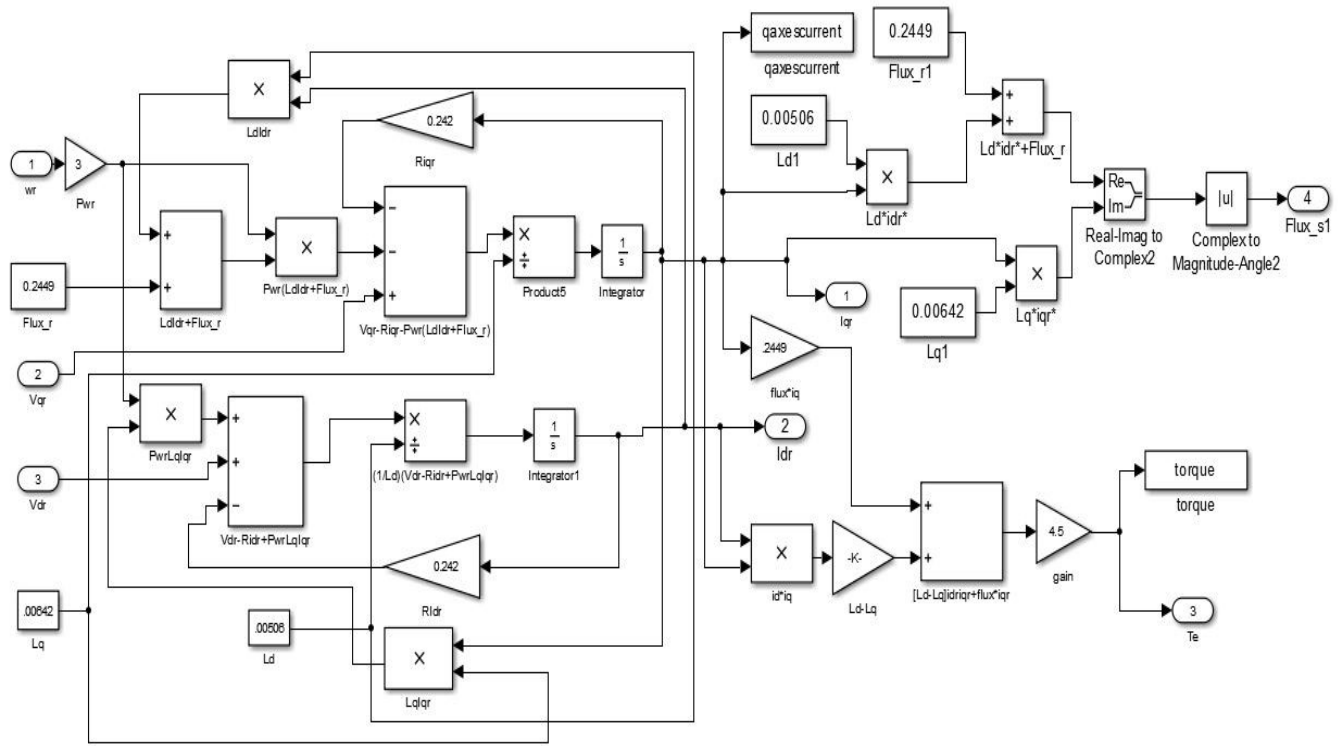 qaxescurrent
qaxescurrent
0.2449
Flux_r1
×
LdIdr
0.242
Riqr
0.00506
Ld1
+
+
Ld*idr*+Flux_r
1
wr
3
Pwr
×
Ld*idr*
Re
Im
Real-Imag to
Complex2
|u|
Complex to
Magnitude-Angle2
4
Flux_s1
0.2449
Flux_r
+
+
LdIdr+Flux_r
×
Pwr(LdIdr+Flux_r)
−
−
+
Vqr-Riqr-Pwr(LdIdr+Flux_r)
×
÷
Product5
1
s
Integrator
×
Lq*iqr*
1
Iqr
0.00642
Lq1
2
Vqr
.2449
flux*iq
×
PwrLqIqr
+
+
−
Vdr-Ridr+PwrLqIqr
×
÷
(1/Ld)(Vdr-Ridr+PwrLqIqr)
1
s
Integrator1
2
Idr
3
Vdr
torque
torque
0.242
RIdr
×
id*iq
-K-
Ld-Lq
+
+
[Ld-Lq]idriqr+flux*iqr
4.5
gain
3
Te
.00642
Lq
.00506
Ld
×
LqIqr